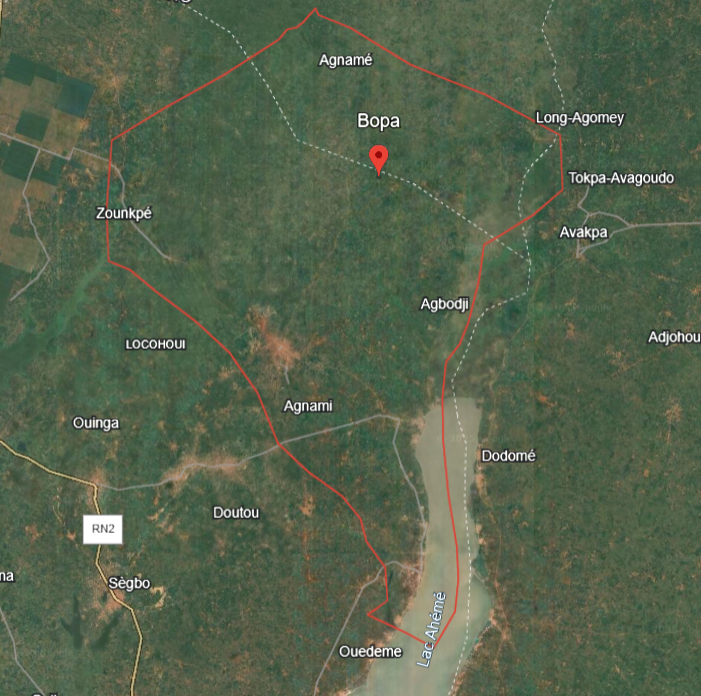 Agnamé
Long-Agomey
Bopa
Tokpa-Avagoudo
Zounkpé
Avakpa
Agbodji
Adjohou
LOCOHOUI
Agnami
Ouinga
Dodomé
Doutou
RN2
na
Sègbo
Lac Ahémé
Ouedeme